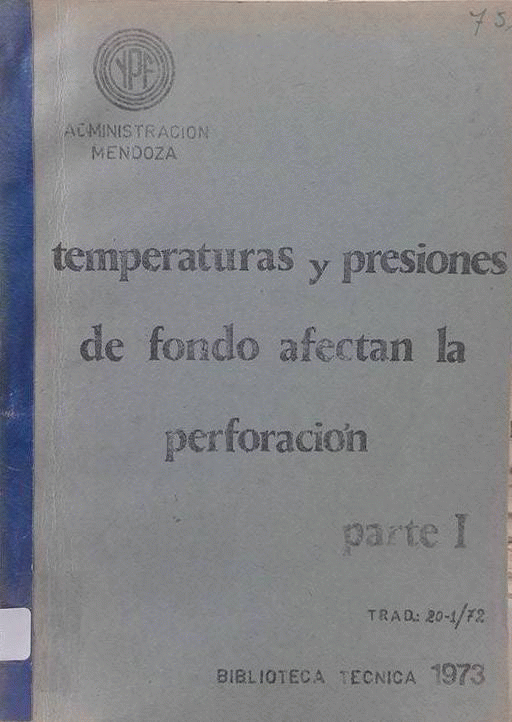 75
YPF
ADMINISTRACION
MENDOZA
temperaturas y presiones
de fondo afectan la
perforación
parte I
TRAD.: 20-1/72
BIBLIOTECA TECNICA 1973